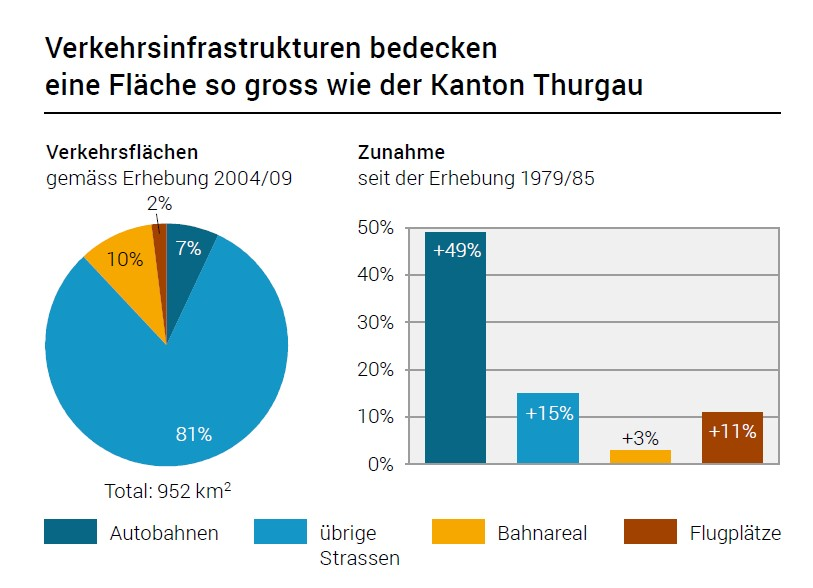 Verkehrsinfrastrukturen bedecken
eine Fläche so gross wie der Kanton Thurgau
Verkehrsflächen
gemäss Erhebung 2004/09
2%
7%
10%
81%
Total: 952 km²
Zunahme
seit der Erhebung 1979/85
50%
40%
30%
20%
10%
0%
+49%
+15%
+3%
+11%
Autobahnen
übrige
Strassen
Bahnareal
Flugplätze